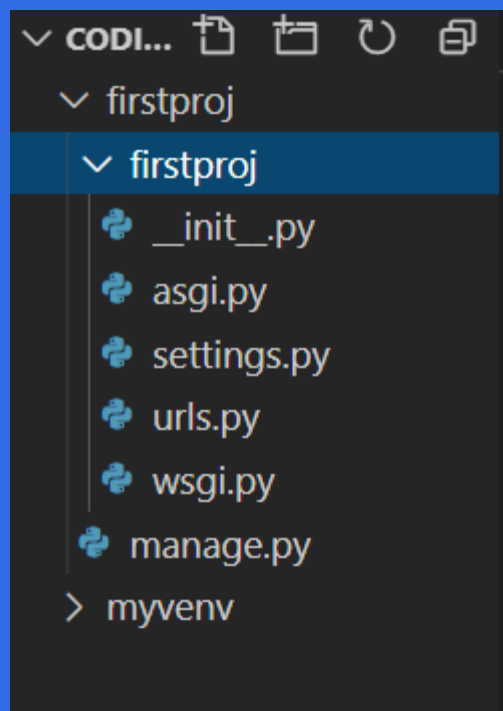 CODI...
firstproj
firstproj
__init__.py
asgi.py
settings.py
urls.py
wsgi.py
manage.py
myvenv